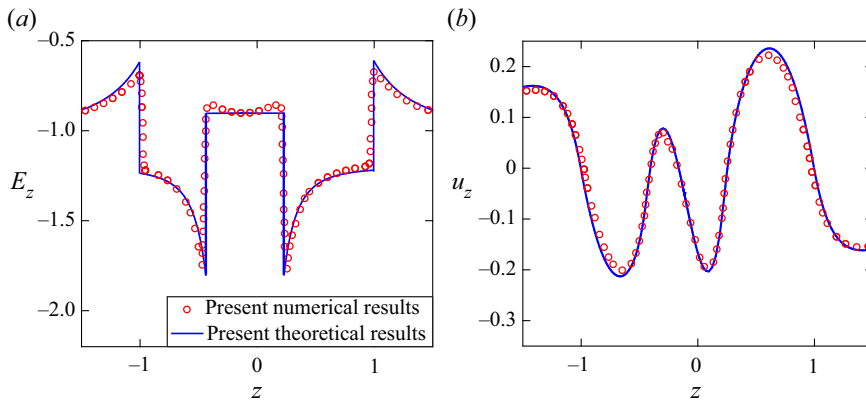 (a)
−0.5
−1.0
−1.5
−2.0
E_z
−1
0
1
z
Present numerical results
Present theoretical results
(b)
0.2
0.1
0
−0.1
−0.2
−0.3
u_z
−1
0
1
z